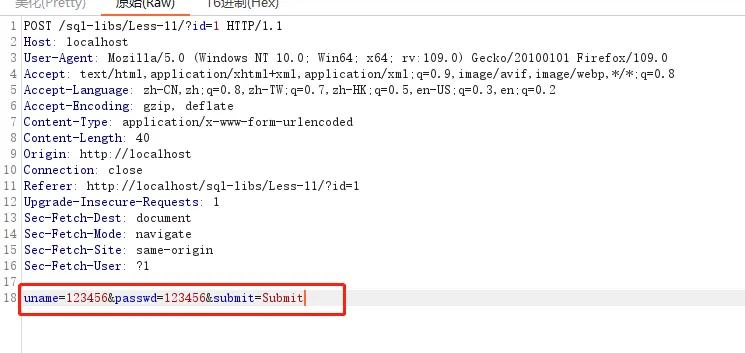 美化(Pretty) 原始(Raw) 16进制(Hex)
1 POST /sql-libs/Less-11/?id=1 HTTP/1.1
2 Host: localhost
3 User-Agent: Mozilla/5.0 (Windows NT 10.0; Win64; x64; rv:109.0) Gecko/20100101 Firefox/109.0
4 Accept: text/html,application/xhtml+xml,application/xml;q=0.9,image/avif,image/webp,*/*;q=0.8
5 Accept-Language: zh-CN,zh;q=0.8,zh-TW;q=0.7,zh-HK;q=0.5,en-US;q=0.3,en;q=0.2
6 Accept-Encoding: gzip, deflate
7 Content-Type: application/x-www-form-urlencoded
8 Content-Length: 40
9 Origin: http://localhost
10 Connection: close
11 Referer: http://localhost/sql-libs/Less-11/?id=1
12 Upgrade-Insecure-Requests: 1
13 Sec-Fetch-Dest: document
14 Sec-Fetch-Mode: navigate
15 Sec-Fetch-Site: same-origin
16 Sec-Fetch-User: ?1
17
18 uname=123456&passwd=123456&submit=Submit